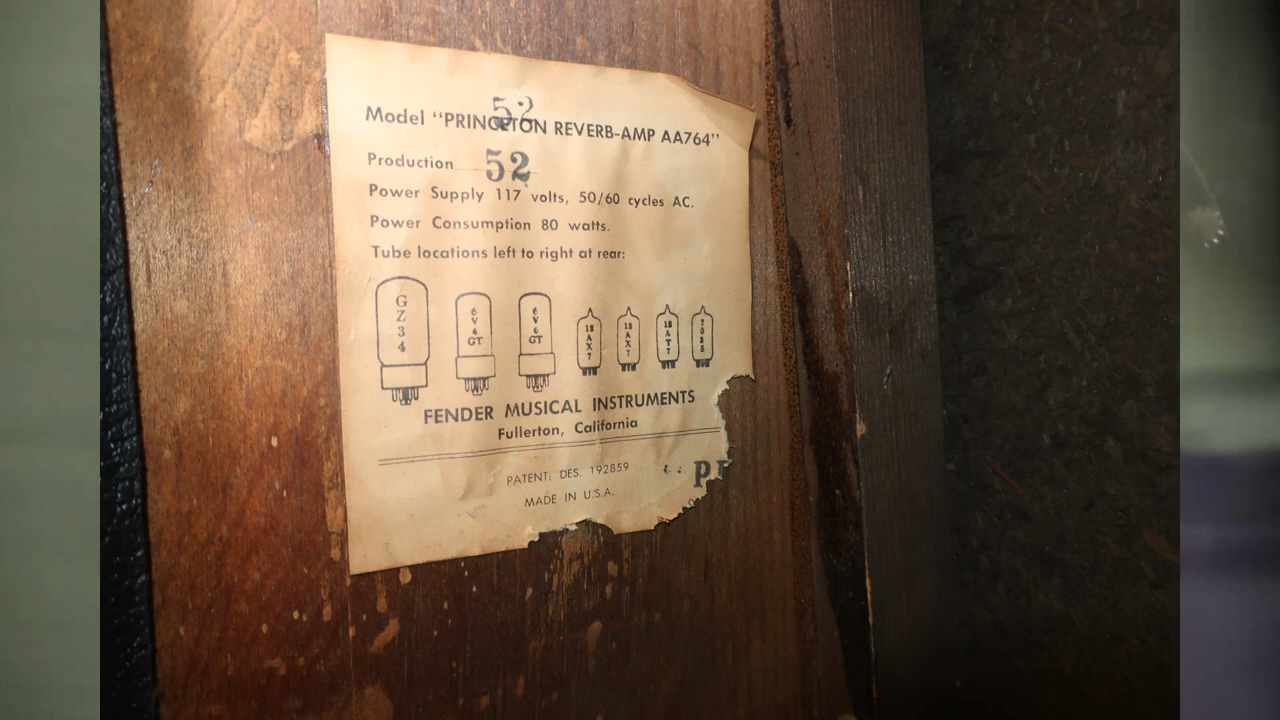 52
Model “PRINCETON REVERB-AMP AA764”
Production 52
Power Supply 117 volts, 50/60 cycles AC.
Power Consumption 80 watts.
Tube locations left to right at rear:
GZ34 6V6GT 6V6GT 12AX7 12AX7 12AT7 7025
FENDER MUSICAL INSTRUMENTS
Fullerton, California
PATENT: DES. 192859
MADE IN U.S.A.